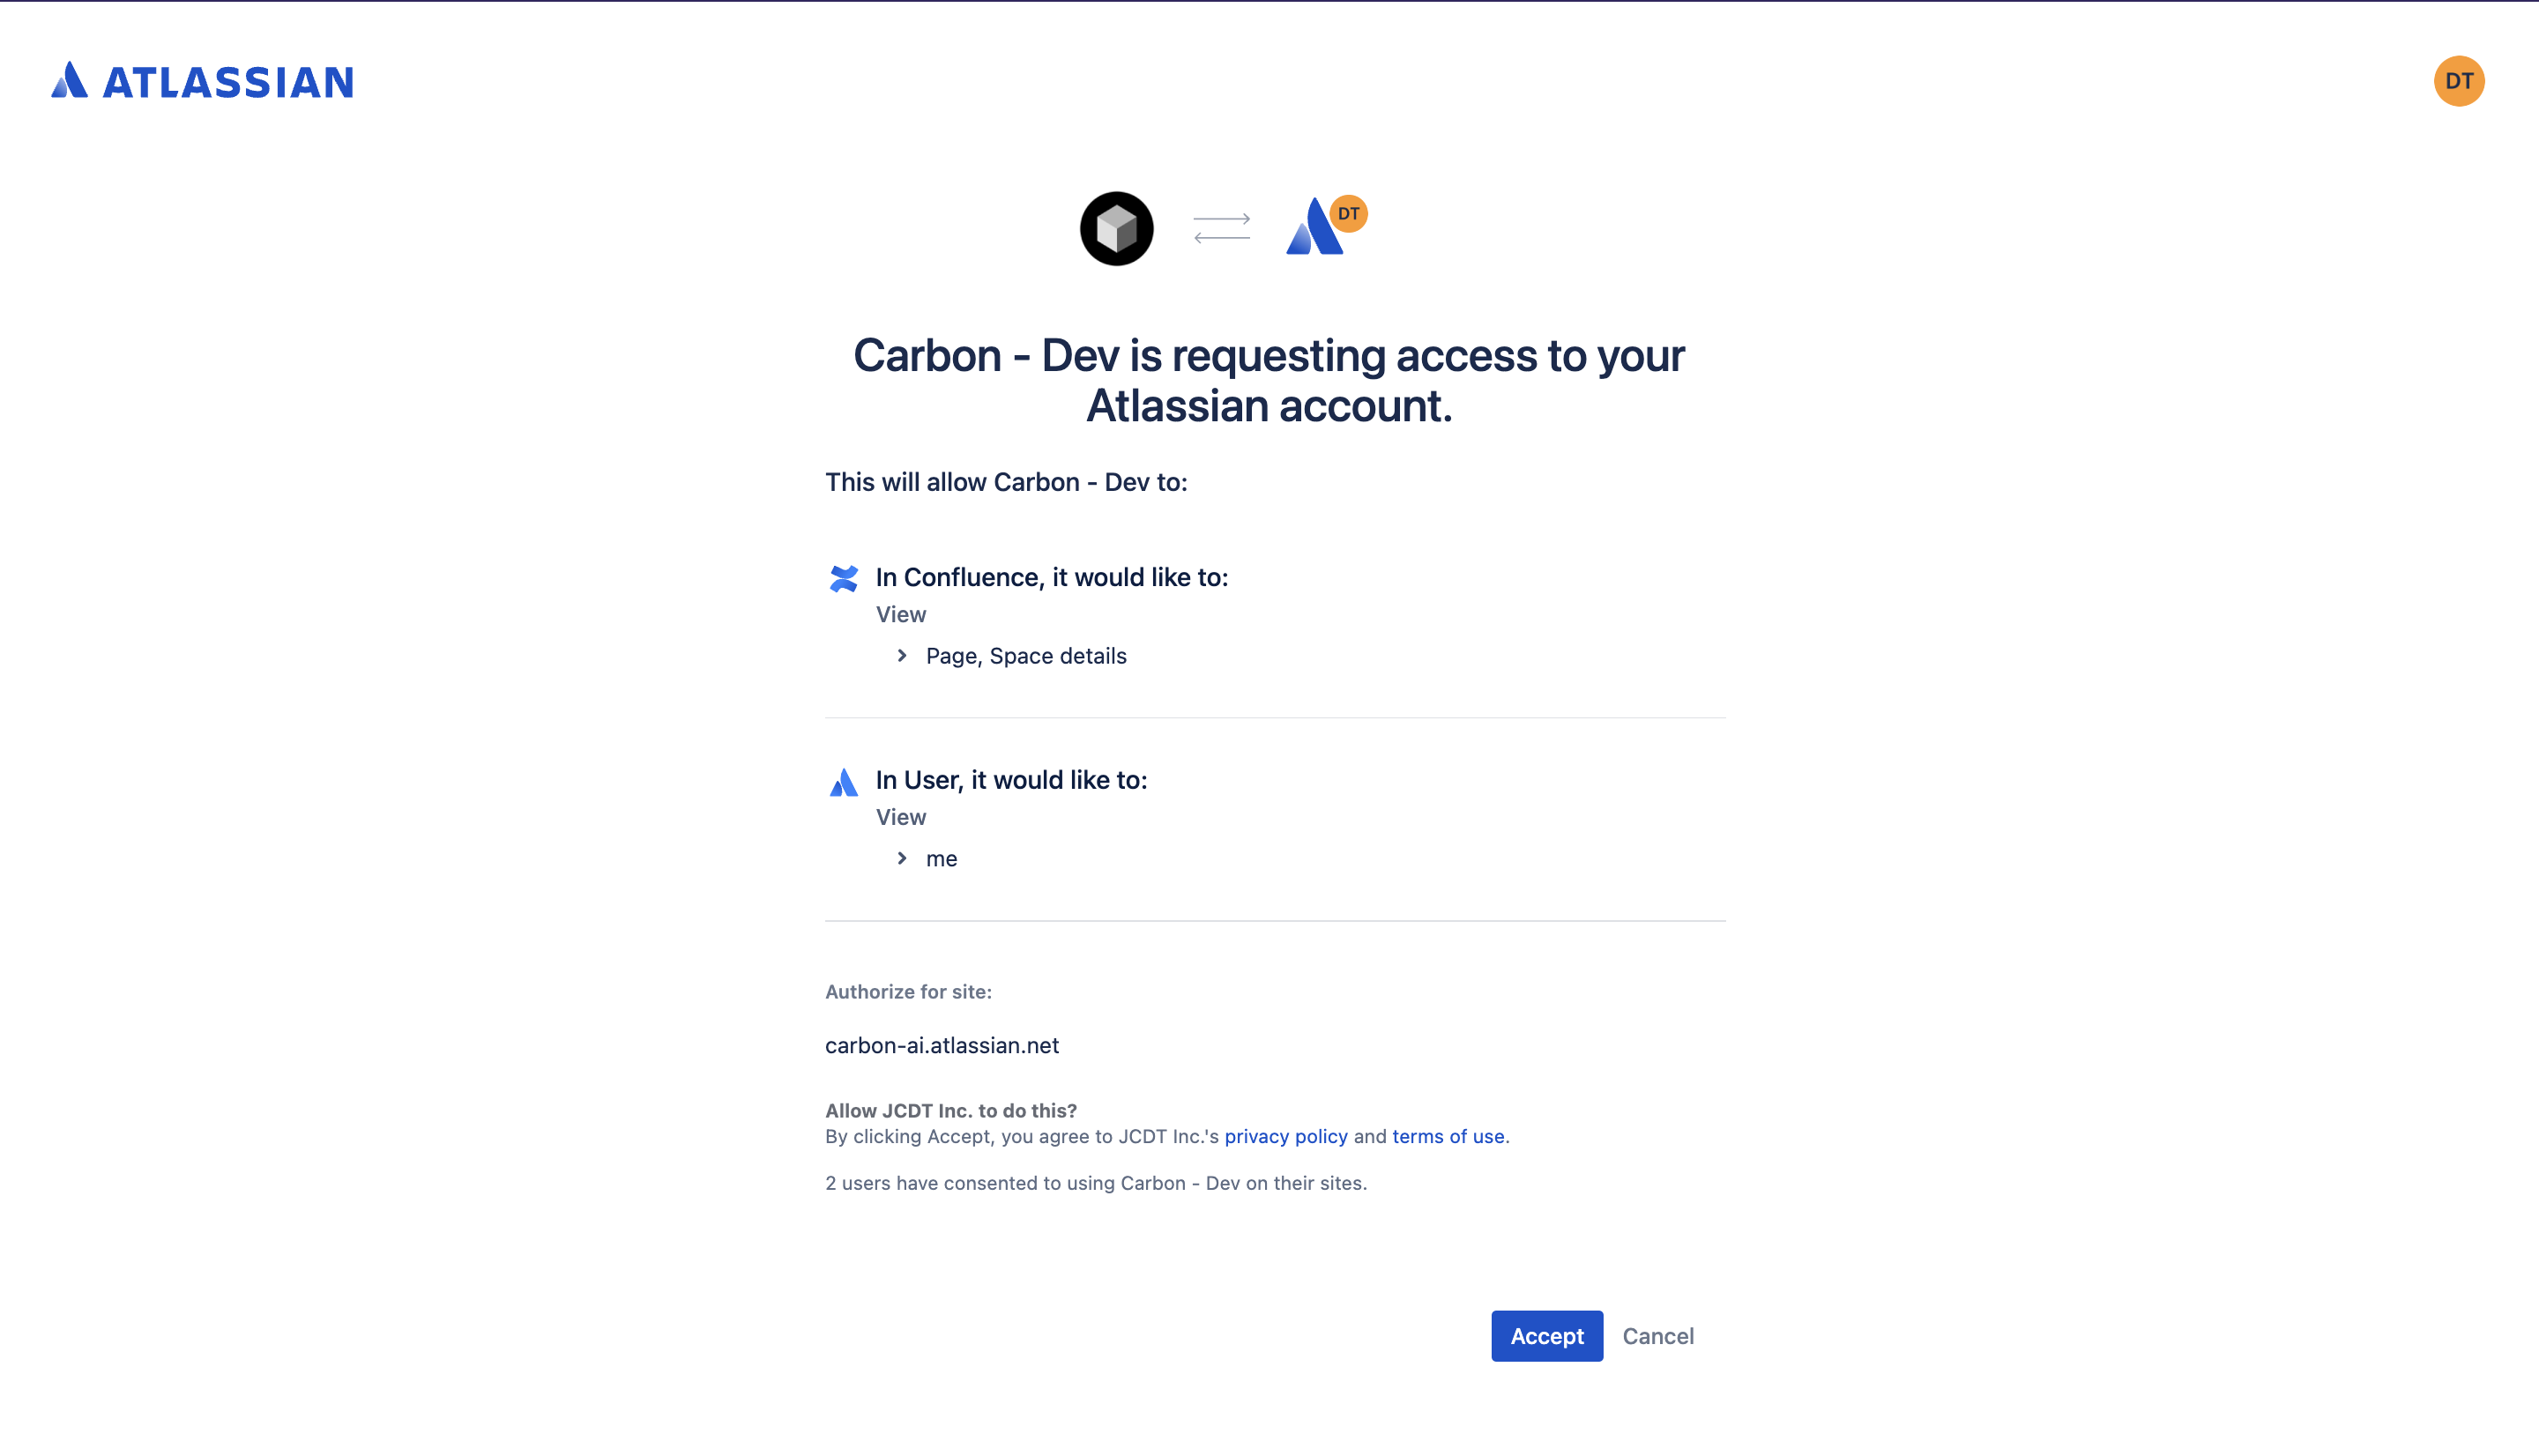 ATLASSIAN
DT
DT
Carbon - Dev is requesting access to your
Atlassian account.
This will allow Carbon - Dev to:
In Confluence, it would like to:
View
Page, Space details
In User, it would like to:
View
me
Authorize for site:
carbon-ai.atlassian.net
Allow JCDT Inc. to do this?
By clicking Accept, you agree to JCDT Inc.'s privacy policy and terms of use.
2 users have consented to using Carbon - Dev on their sites.
Accept Cancel